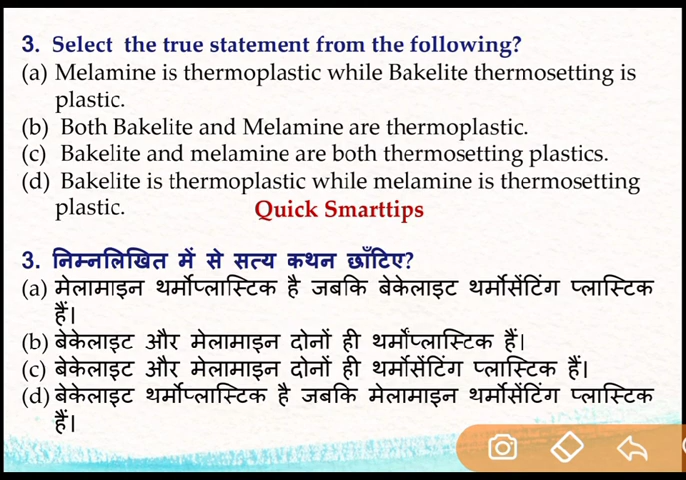 3. Select the true statement from the following?
(a) Melamine is thermoplastic while Bakelite thermosetting is
plastic.
(b) Both Bakelite and Melamine are thermoplastic.
(c) Bakelite and melamine are both thermosetting plastics.
(d) Bakelite is thermoplastic while melamine is thermosetting
plastic.
Quick Smarttips
3. निम्नलिखित में से सत्य कथन छाँटिए?
(a) मेलामाइन थर्मोप्लास्टिक है जबकि बेकेलाइट थर्मोसेंटिंग प्लास्टिक
हैं।
(b) बेकेलाइट और मेलामाइन दोनों ही थर्मोंप्लास्टिक हैं।
(c) बेकेलाइट और मेलामाइन दोनों ही थर्मोसेंटिंग प्लास्टिक हैं।
(d) बेकेलाइट थर्मोप्लास्टिक है जबकि मेलामाइन थर्मोसेंटिंग प्लास्टिक
हैं।